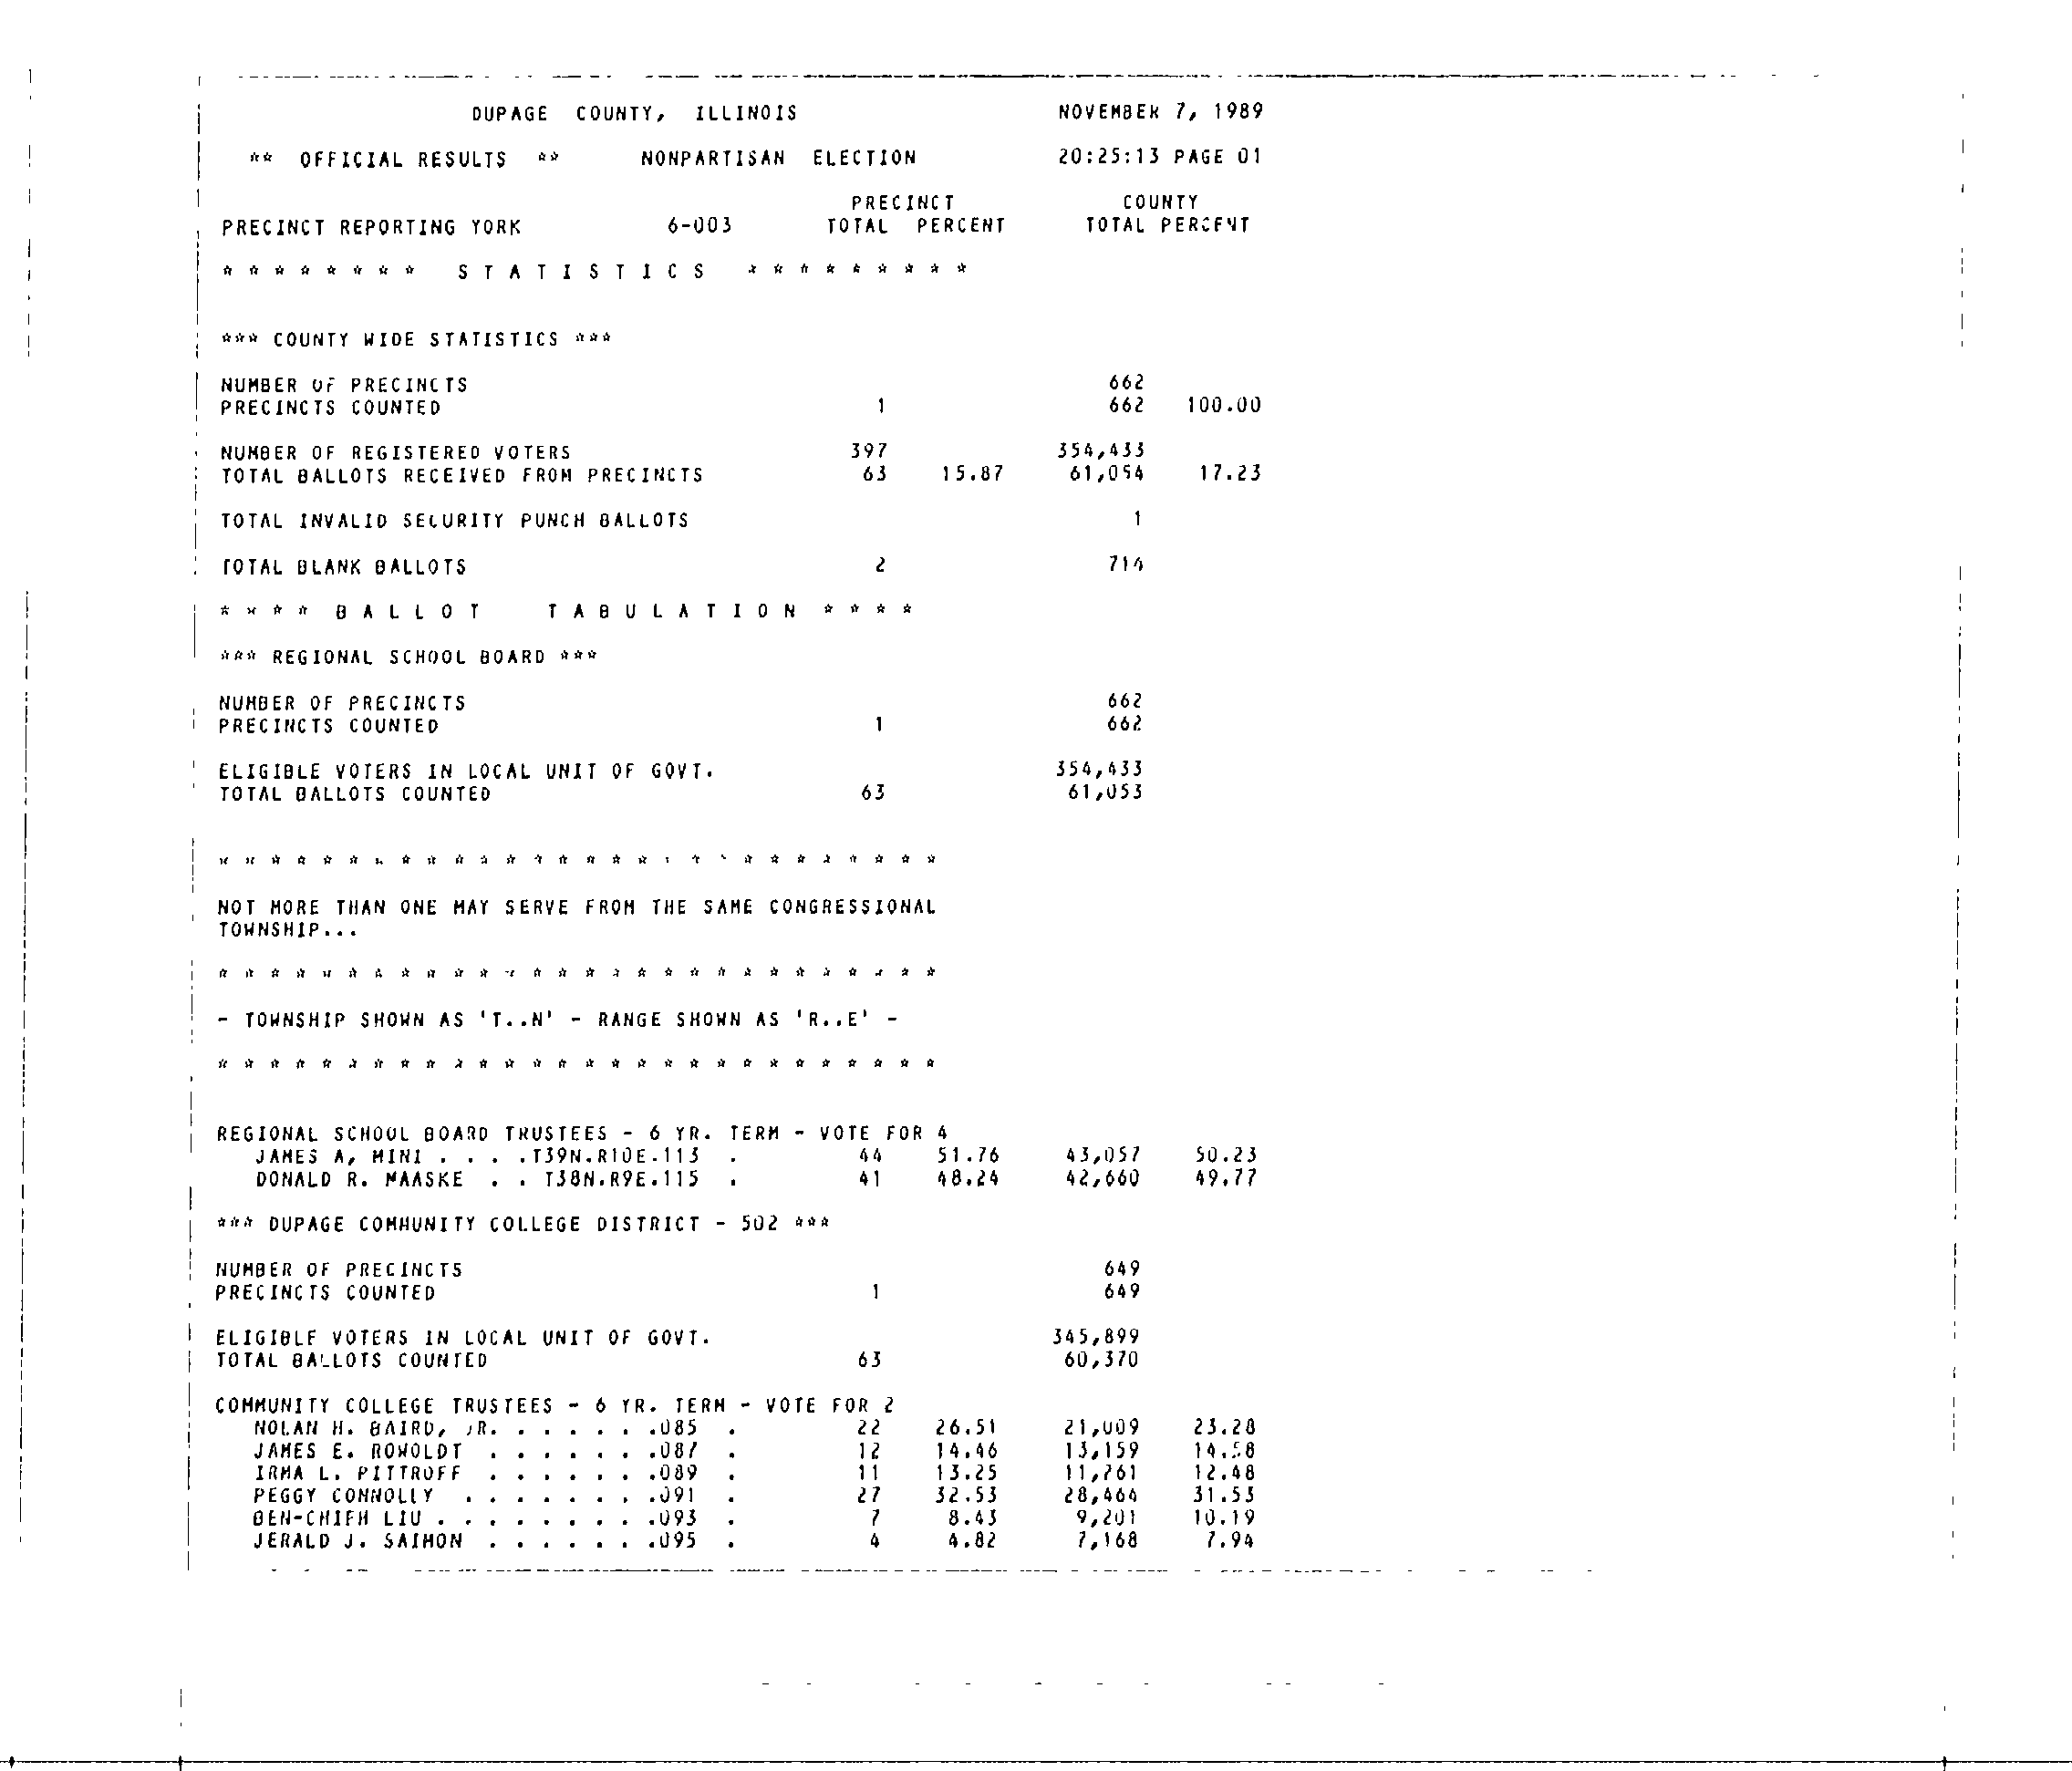 DUPAGE COUNTY, ILLINOIS NOVEMBER 7, 1989
** OFFICIAL RESULTS ** NONPARTISAN ELECTION 20:25:13 PAGE 01
PRECINCT COUNTY
PRECINCT REPORTING YORK 6-003 TOTAL PERCENT TOTAL PERCENT
* * * * * * * * S T A T I S T I C S * * * * * * * * *
*** COUNTY WIDE STATISTICS ***
NUMBER OF PRECINCTS 662
PRECINCTS COUNTED 1 662 100.00
NUMBER OF REGISTERED VOTERS 397 354,433
TOTAL BALLOTS RECEIVED FROM PRECINCTS 63 15.87 61,054 17.23
TOTAL INVALID SECURITY PUNCH BALLOTS 1
TOTAL BLANK BALLOTS 2 714
* * * * B A L L O T T A B U L A T I O N * * * *
*** REGIONAL SCHOOL BOARD ***
NUMBER OF PRECINCTS 662
PRECINCTS COUNTED 1 662
ELIGIBLE VOTERS IN LOCAL UNIT OF GOVT. 354,433
TOTAL BALLOTS COUNTED 63 61,053
* * * * * * * * * * * * * * * * * * * * * * * * * * * *
NOT MORE THAN ONE MAY SERVE FROM THE SAME CONGRESSIONAL
TOWNSHIP...
* * * * * * * * * * * * * * * * * * * * * * * * * * * *
- TOWNSHIP SHOWN AS 'T..N' - RANGE SHOWN AS 'R..E' -
* * * * * * * * * * * * * * * * * * * * * * * * * * * *
REGIONAL SCHOOL BOARD TRUSTEES - 6 YR. TERM - VOTE FOR 4
JAMES A, MINI . . . .T39N.R10E.113 . 44 51.76 43,057 50.23
DONALD R. MAASKE . . T38N.R9E.115 . 41 48.24 42,660 49.77
*** DUPAGE COMMUNITY COLLEGE DISTRICT - 502 ***
NUMBER OF PRECINCTS 649
PRECINCTS COUNTED 1 649
ELIGIBLE VOTERS IN LOCAL UNIT OF GOVT. 345,899
TOTAL BALLOTS COUNTED 63 60,370
COMMUNITY COLLEGE TRUSTEES - 6 YR. TERM - VOTE FOR 2
NOLAN H. BAIRD, JR. . . . . . .085 . 22 26.51 21,009 23.28
JAMES E. ROWOLDT . . . . . . .087 . 12 14.46 13,159 14.58
IRMA L. PITTROFF . . . . . . .089 . 11 13.25 11,261 12.48
PEGGY CONNOLLY . . . . . . . .091 . 27 32.53 28,464 31.53
BEN-CHIEH LIU . . . . . . . . .093 . 7 8.43 9,201 10.19
JERALD J. SAIMON . . . . . . .095 . 4 4.82 7,168 7.94